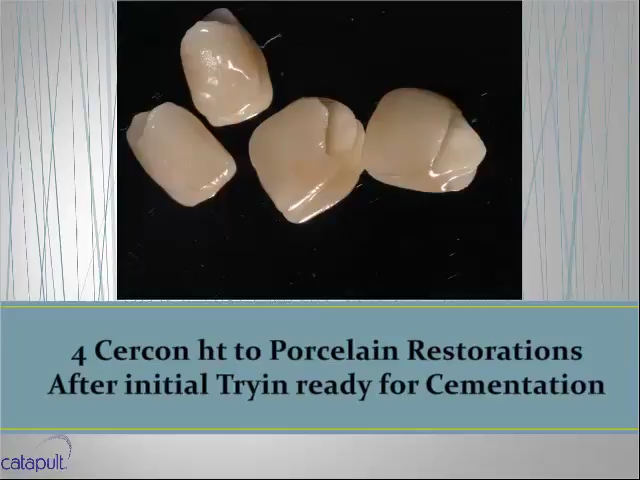 4 Cercon ht to Porcelain Restorations
After initial Tryin ready for Cementation
catapult.